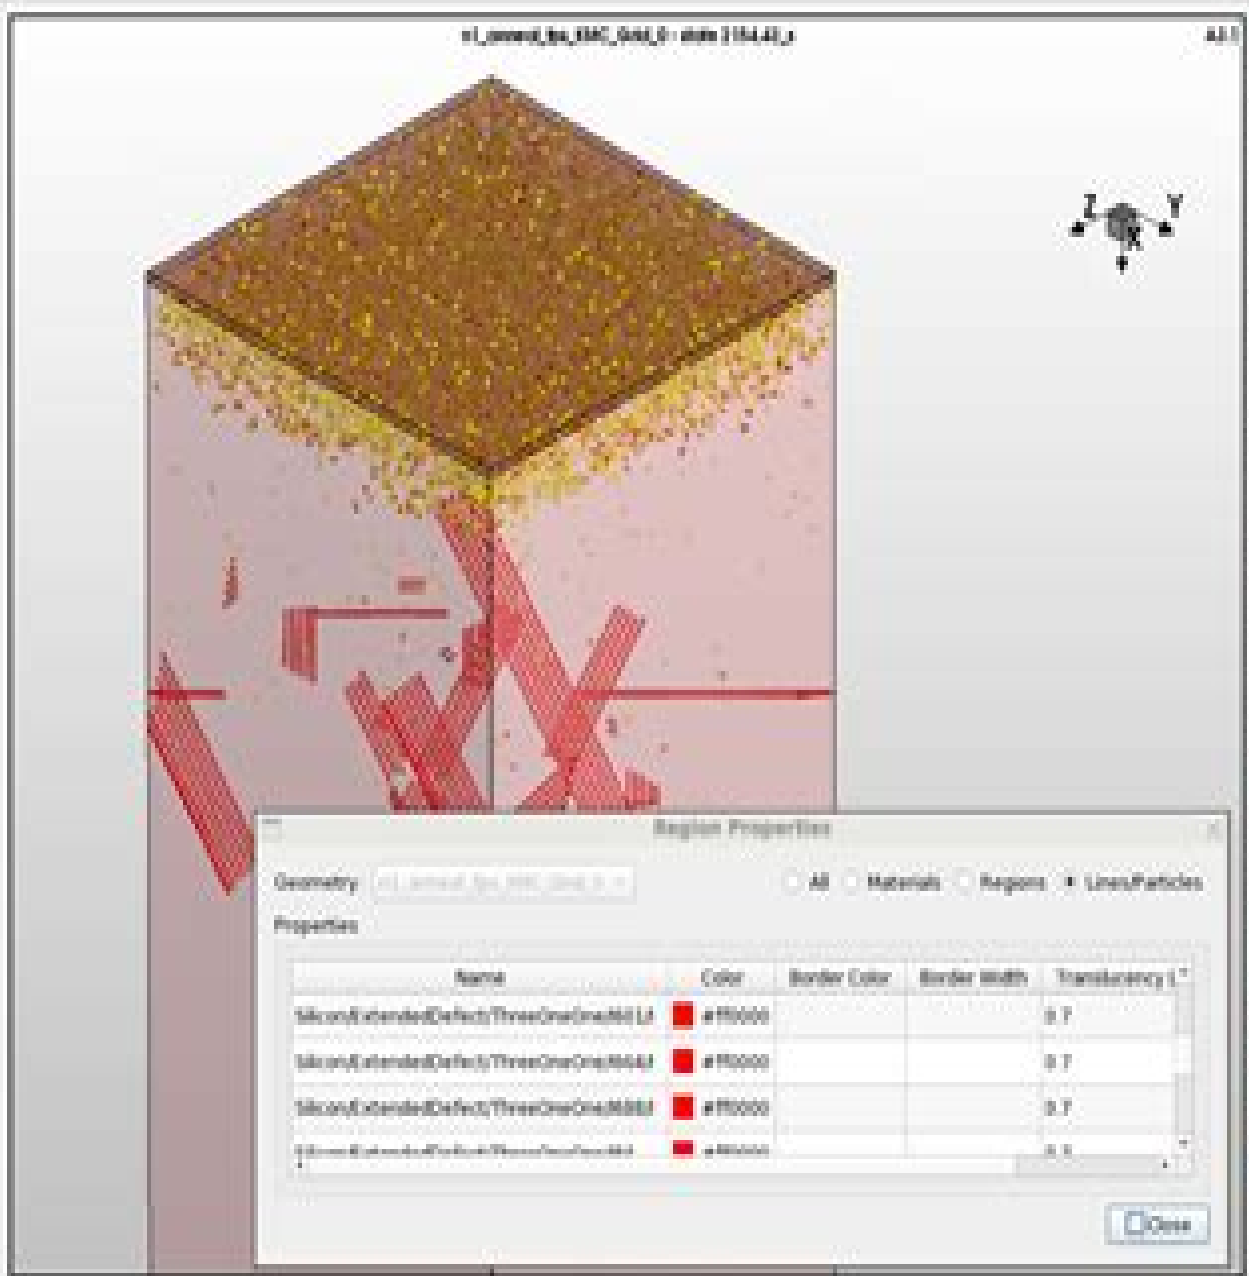 Z Y
X
Region Properties
Geometry
All Materials Regions Lines/Particles
Properties
Name Color Border Color Border Width Translucency
Silicon/ExtendedDefect/ThreeOneOne/ #ff0000 0.7
Silicon/ExtendedDefect/ThreeOneOne/ #ff0000 0.7
Silicon/ExtendedDefect/ThreeOneOne/ #ff0000 0.7
Close